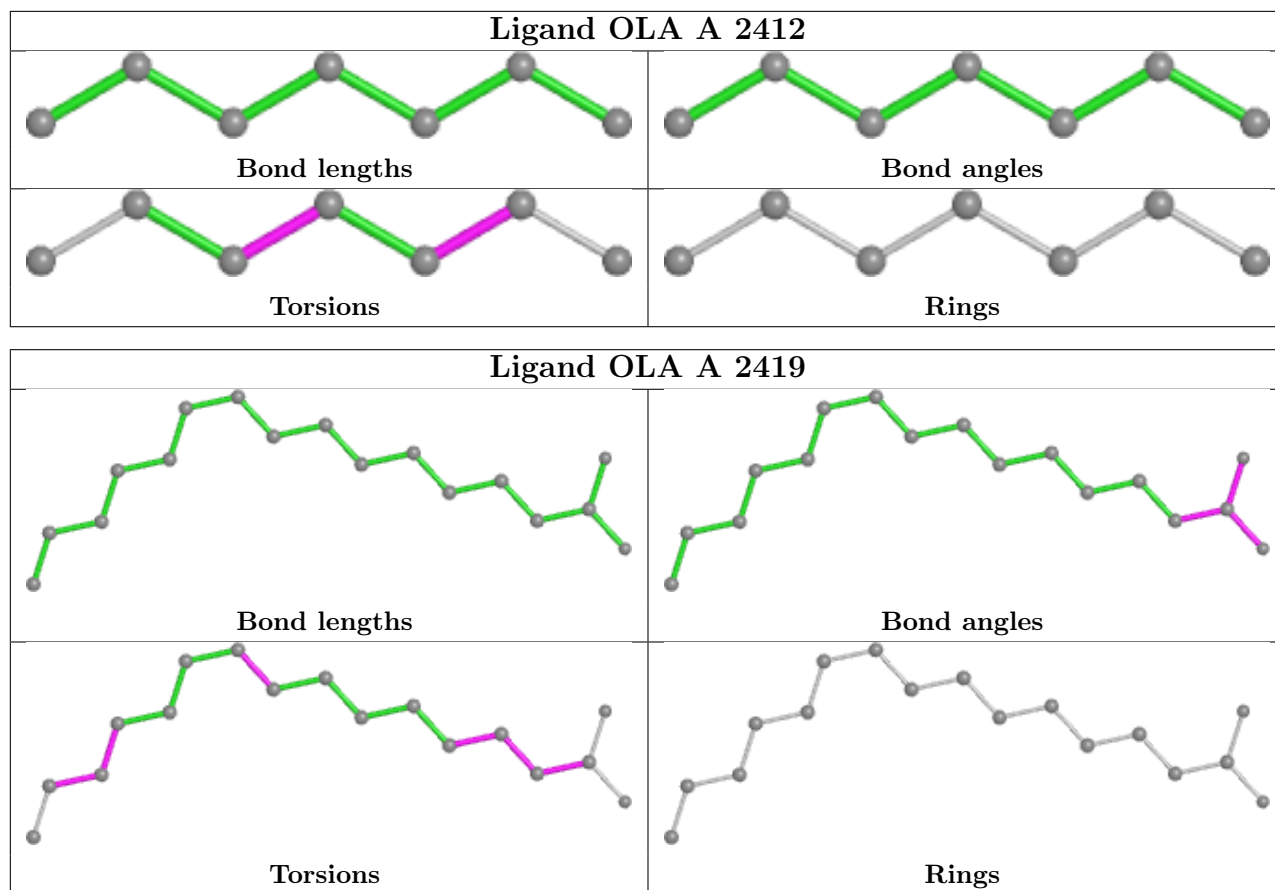 Ligand OLA A 2412
Bond lengths
Bond angles
Torsions
Rings
Ligand OLA A 2419
Bond lengths
Bond angles
Torsions
Rings